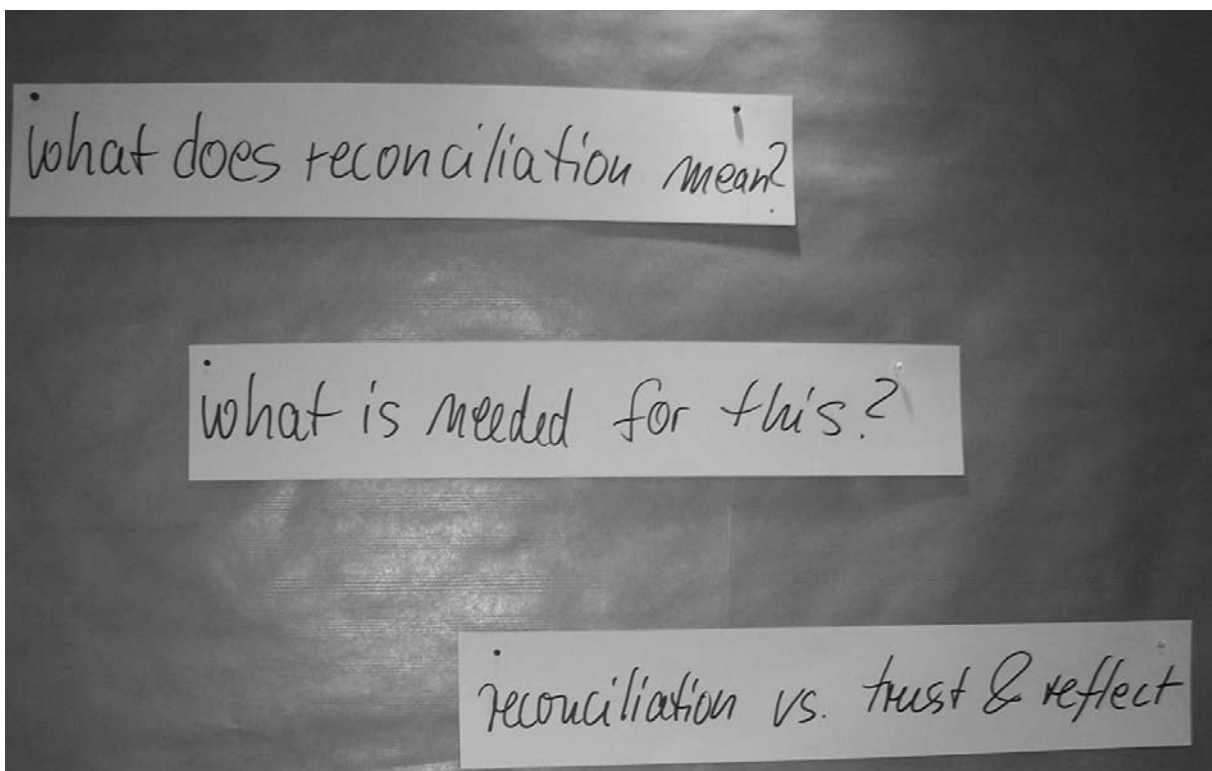 what does reconciliation mean?
what is needed for this?
reconciliation vs. trust & reflect